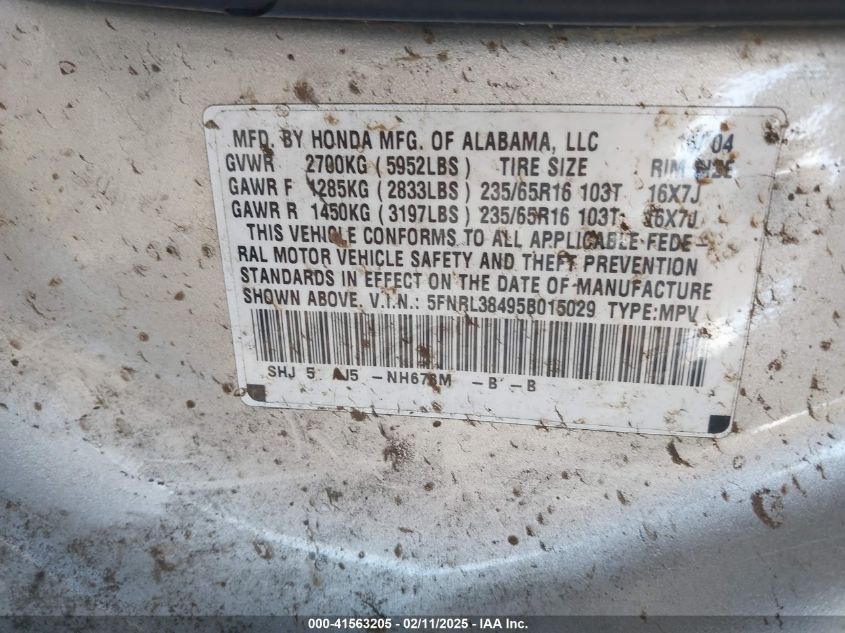 MFD. BY HONDA MFG. OF ALABAMA, LLC
GVWR 2700KG (5952LBS) TIRE SIZE RIM SIZE
GAWR F 1285KG (2833LBS) 235/65R16 103T 16X7J
GAWR R 1450KG (3197LBS) 235/65R16 103T 16X7J
THIS VEHICLE CONFORMS TO ALL APPLICABLE FEDE-
RAL MOTOR VEHICLE SAFETY AND THEFT PREVENTION
STANDARDS IN EFFECT ON THE DATE OF MANUFACTURE
SHOWN ABOVE. V.I.N.: 5FNRL38495B015029 TYPE:MPV
SHJ 5 -B -B
000-41563205 - 02/11/2025 - IAA Inc.